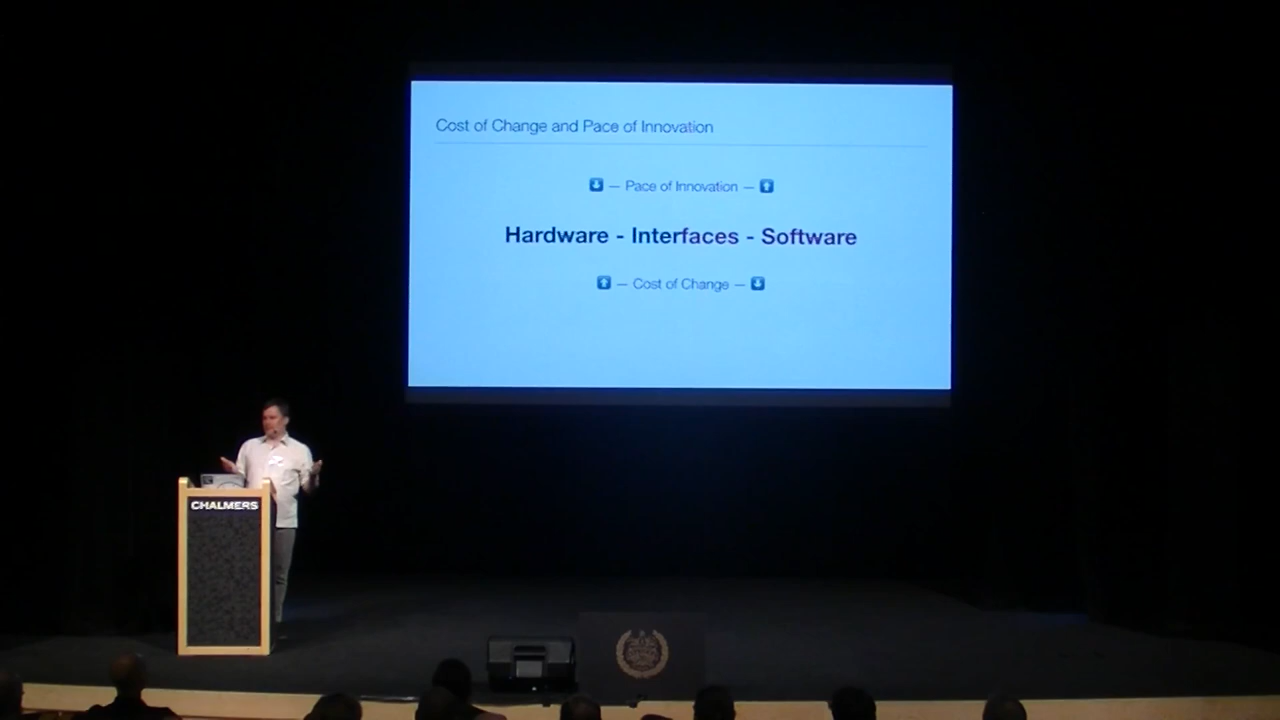 Cost of Change and Pace of Innovation
⬇ — Pace of Innovation — ⬆
Hardware - Interfaces - Software
⬆ — Cost of Change — ⬇
CHALMERS